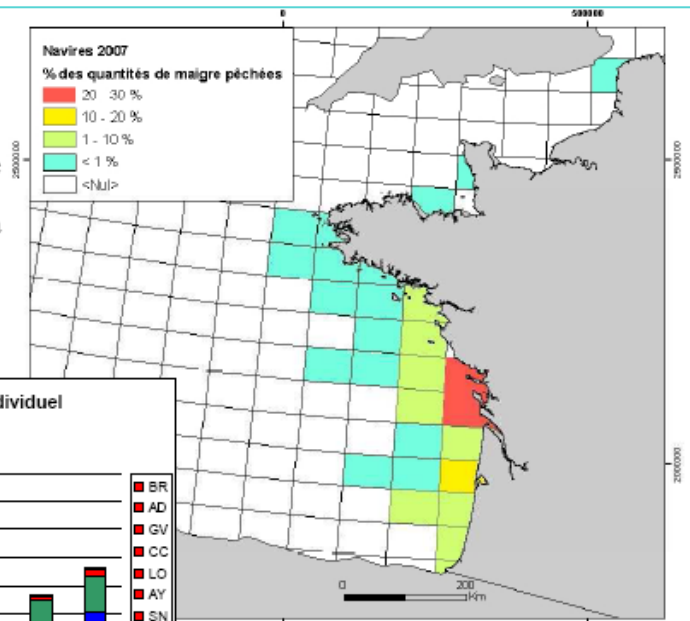 0 500000
Navires 2007
% des quantités de maigre pêchées
20 30 %
10 - 20 %
1 - 10 %
< 1 %
<Nul>
2500000 2500000
dividuel
2000000
BR
AD
GV
CC
LO
AY
SN
0 200
Km